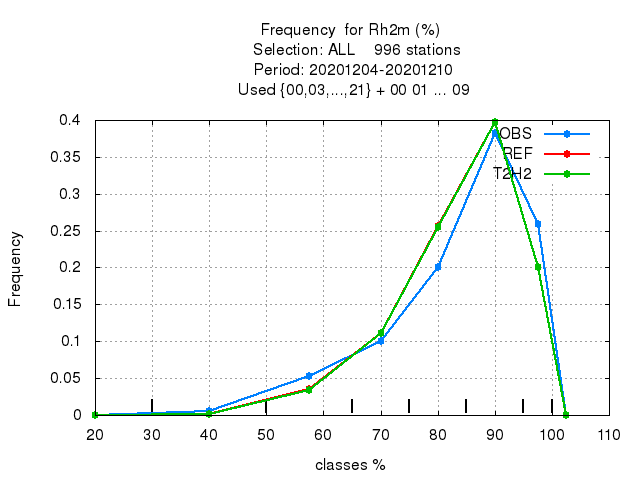 Frequency for Rh2m (%)
Selection: ALL 996 stations
Period: 20201204-20201210
Used {00,03,...,21} + 00 01 ... 09
0.4
0.35
0.3
0.25
0.2
0.15
0.1
0.05
0
Frequency
OBS
REF
T2H2
20 30 40 50 60 70 80 90 100 110
classes %